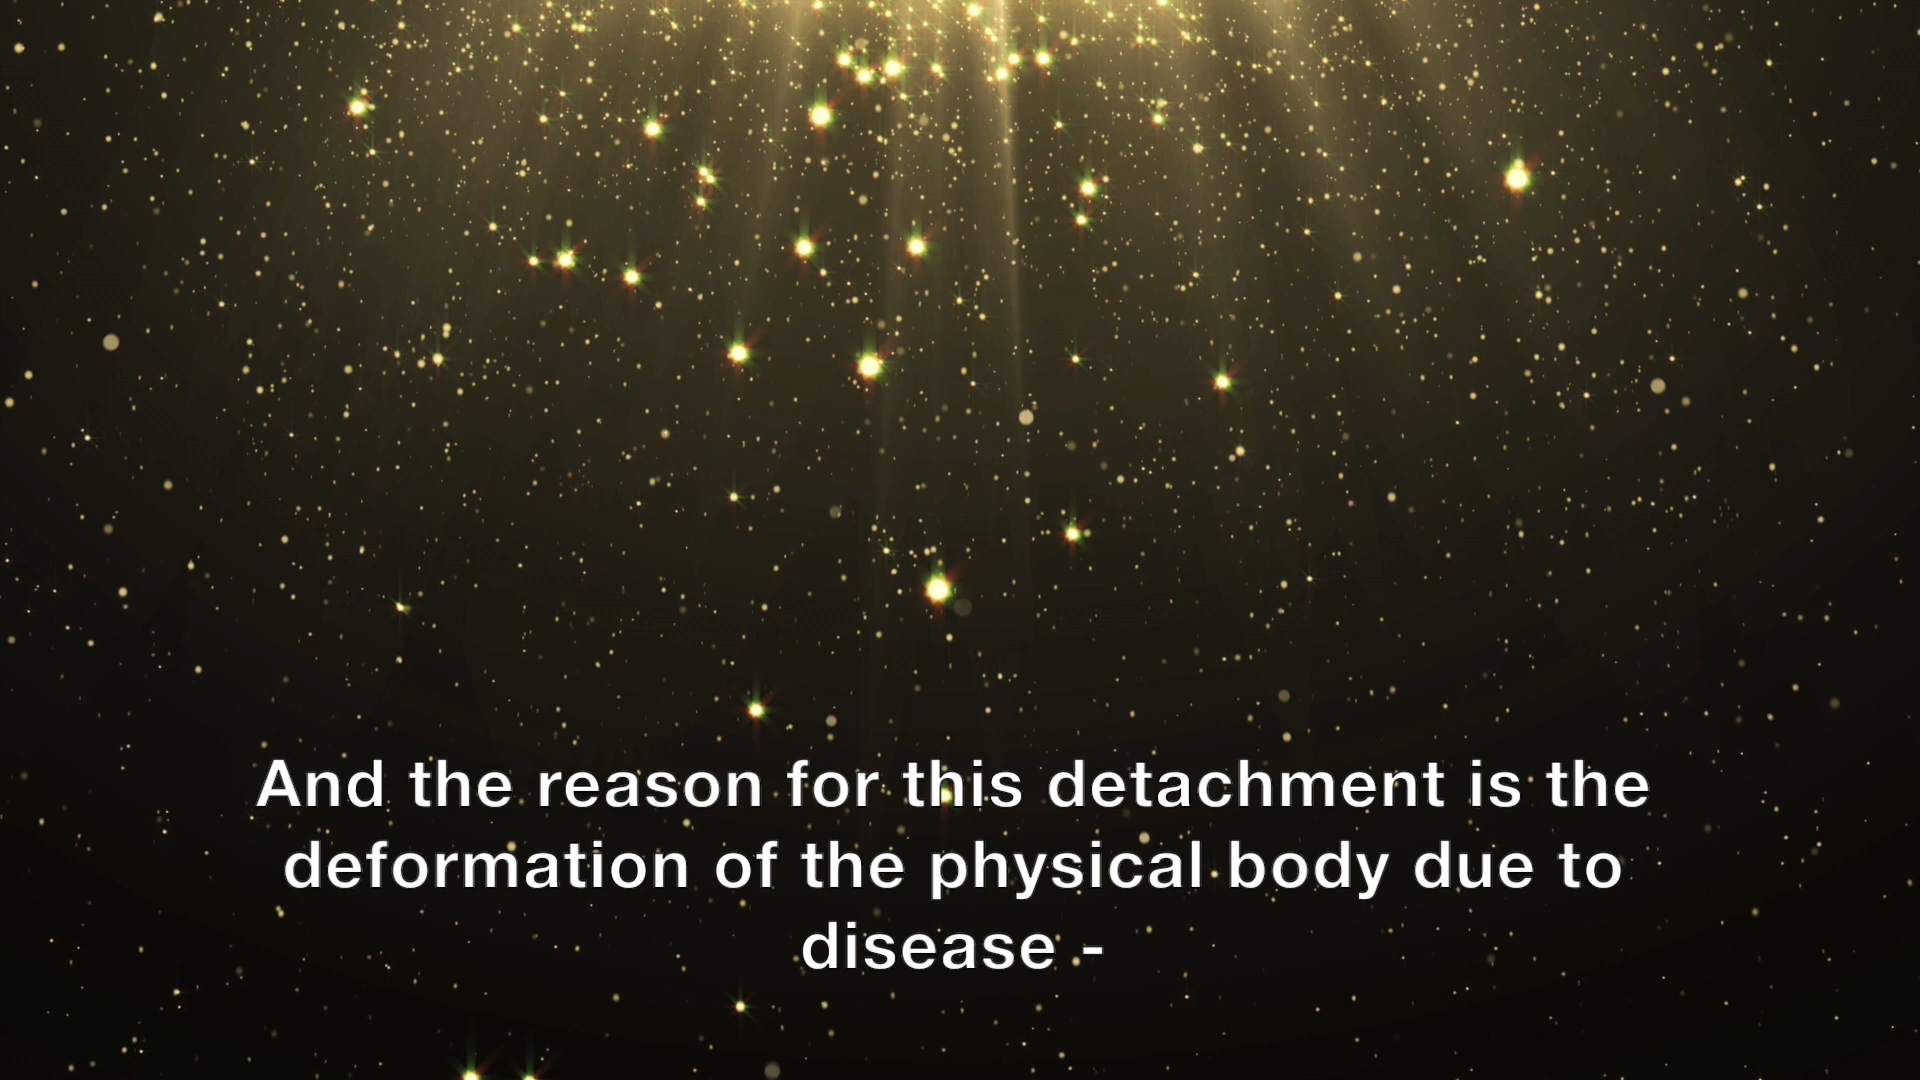 And the reason for this detachment is the
deformation of the physical body due to
disease -